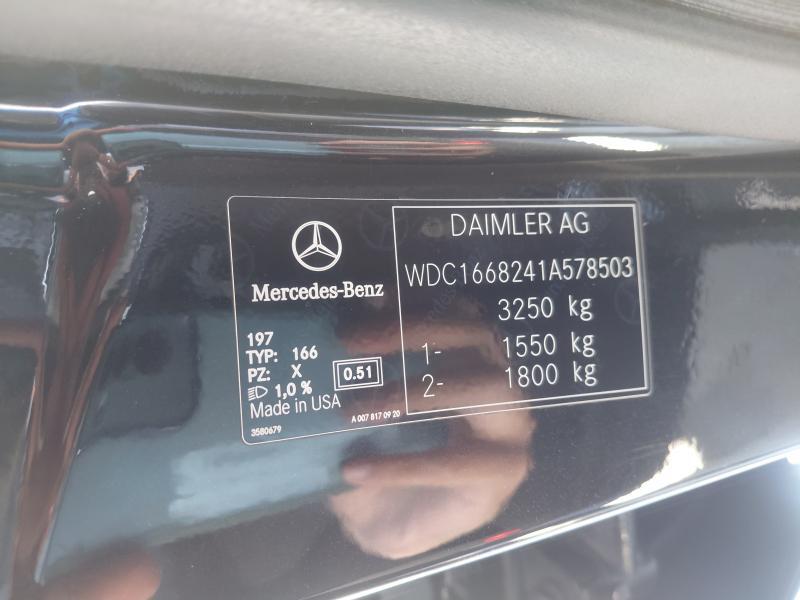 Mercedes-Benz
197
TYP: 166
PZ: X
1,0 %
0.51
Made in USA
3580679
A 007 817 09 20
DAIMLER AG
WDC1668241A578503
3250 kg
1- 1550 kg
2- 1800 kg